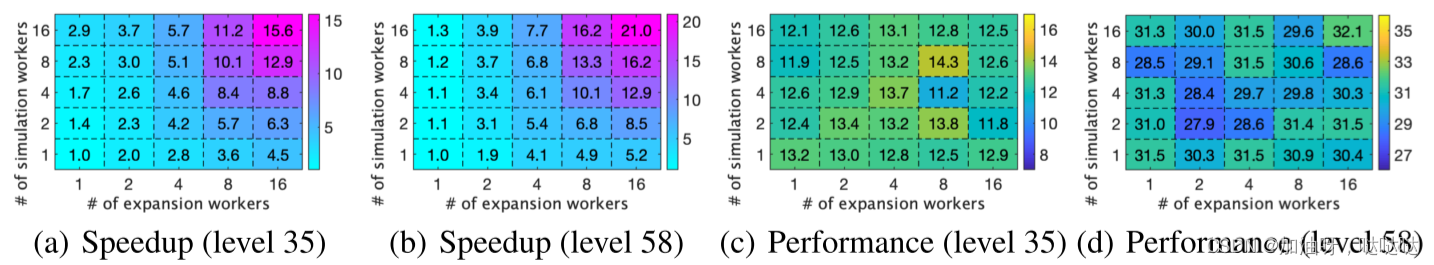 # of simulation workers
16 2.9 3.7 5.7 11.2 15.6
8 2.3 3.0 5.1 10.1 12.9
4 1.7 2.6 4.6 8.4 8.8
2 1.4 2.3 4.2 5.7 6.3
1 1.0 2.0 2.8 3.6 4.5
1 2 4 8 16
# of expansion workers
15
10
5
(a) Speedup (level 35)
# of simulation workers
16 1.3 3.9 7.7 16.2 21.0
8 1.2 3.7 6.8 13.3 16.2
4 1.1 3.4 6.1 10.1 12.9
2 1.1 3.1 5.4 6.8 8.5
1 1.0 1.9 4.1 4.9 5.2
1 2 4 8 16
# of expansion workers
20
15
10
5
(b) Speedup (level 58)
# of simulation workers
16 12.1 12.6 13.1 12.8 12.5
8 11.9 12.5 13.2 14.3 12.6
4 12.6 12.9 13.7 11.2 12.2
2 12.4 13.4 13.2 13.8 11.8
1 13.2 13.0 12.8 12.5 12.9
1 2 4 8 16
# of expansion workers
16
14
12
10
8
(c) Performance (level 35)
# of simulation workers
16 31.3 30.0 31.5 29.6 32.1
8 28.5 29.1 31.5 30.6 28.6
4 31.3 28.4 29.7 29.8 30.3
2 31.0 27.9 28.6 31.4 31.5
1 31.5 30.3 31.5 30.9 30.4
1 2 4 8 16
# of expansion workers
35
33
31
29
27
(d) Performance (level 58)